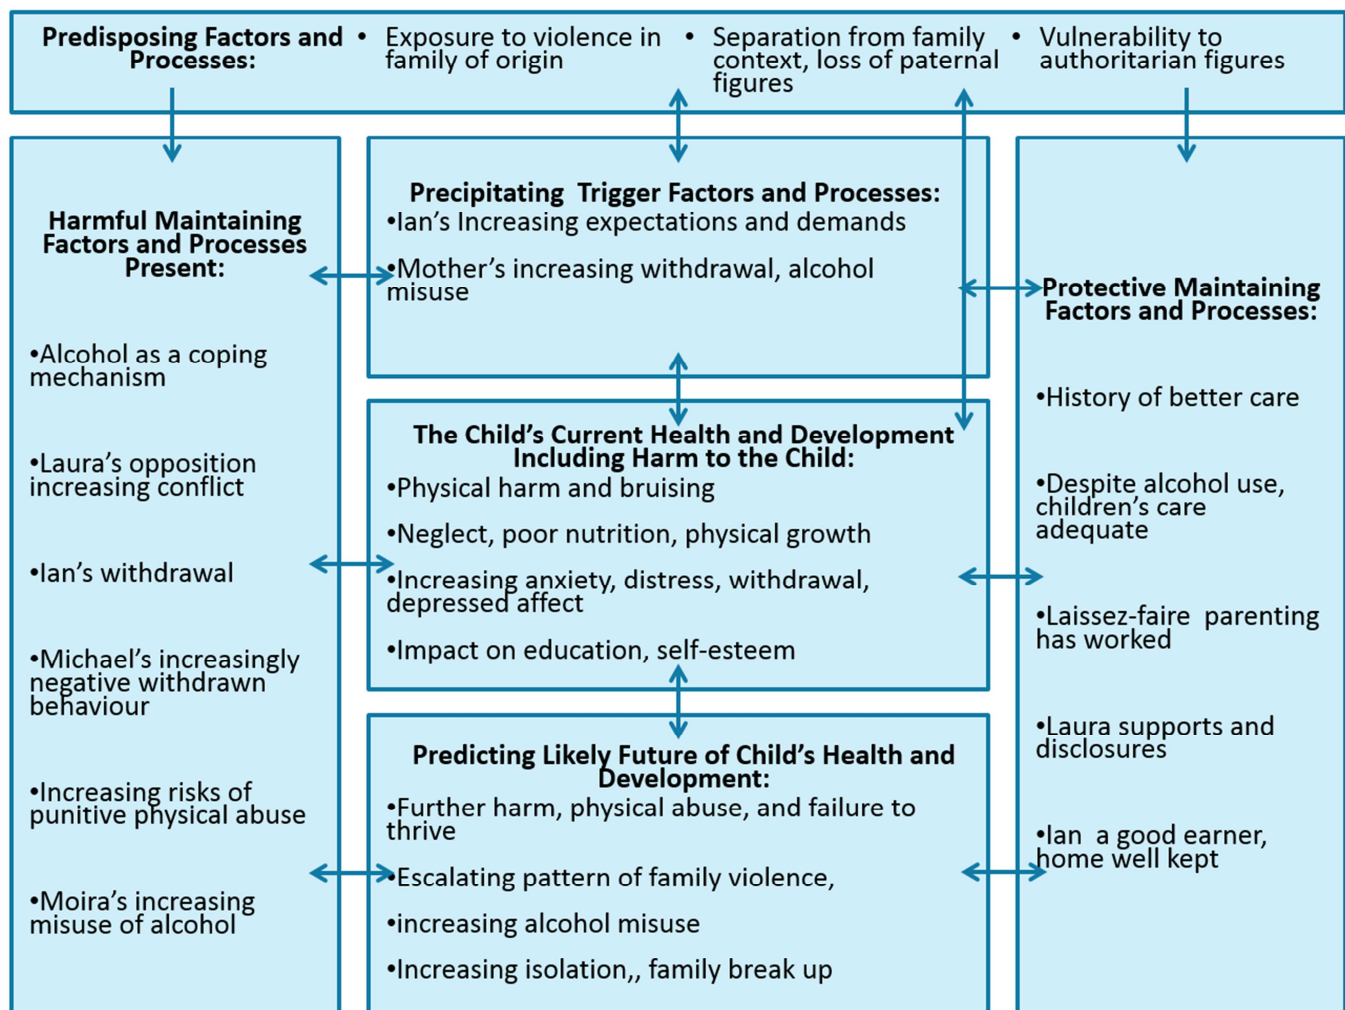 Predisposing Factors and
Processes:
• Exposure to violence in
family of origin
• Separation from family
context, loss of paternal
figures
• Vulnerability to
authoritarian figures
Harmful Maintaining
Factors and Processes
Present:
•Alcohol as a coping
mechanism
•Laura’s opposition
increasing conflict
•Ian’s withdrawal
•Michael’s increasingly
negative withdrawn
behaviour
•Increasing risks of
punitive physical abuse
•Moira’s increasing
misuse of alcohol
Precipitating  Trigger Factors and Processes:
•Ian’s Increasing expectations and demands
•Mother’s increasing withdrawal, alcohol
misuse
The Child’s Current Health and Development
Including Harm to the Child:
•Physical harm and bruising
•Neglect, poor nutrition, physical growth
•Increasing anxiety, distress, withdrawal,
depressed affect
•Impact on education, self-esteem
Predicting Likely Future of Child’s Health and
Development:
•Further harm, physical abuse, and failure to
thrive
•Escalating pattern of family violence,
•increasing alcohol misuse
•Increasing isolation,, family break up
Protective Maintaining
Factors and Processes:
•History of better care
•Despite alcohol use,
children’s care
adequate
•Laissez-faire  parenting
has worked
•Laura supports and
disclosures
•Ian  a good earner,
home well kept